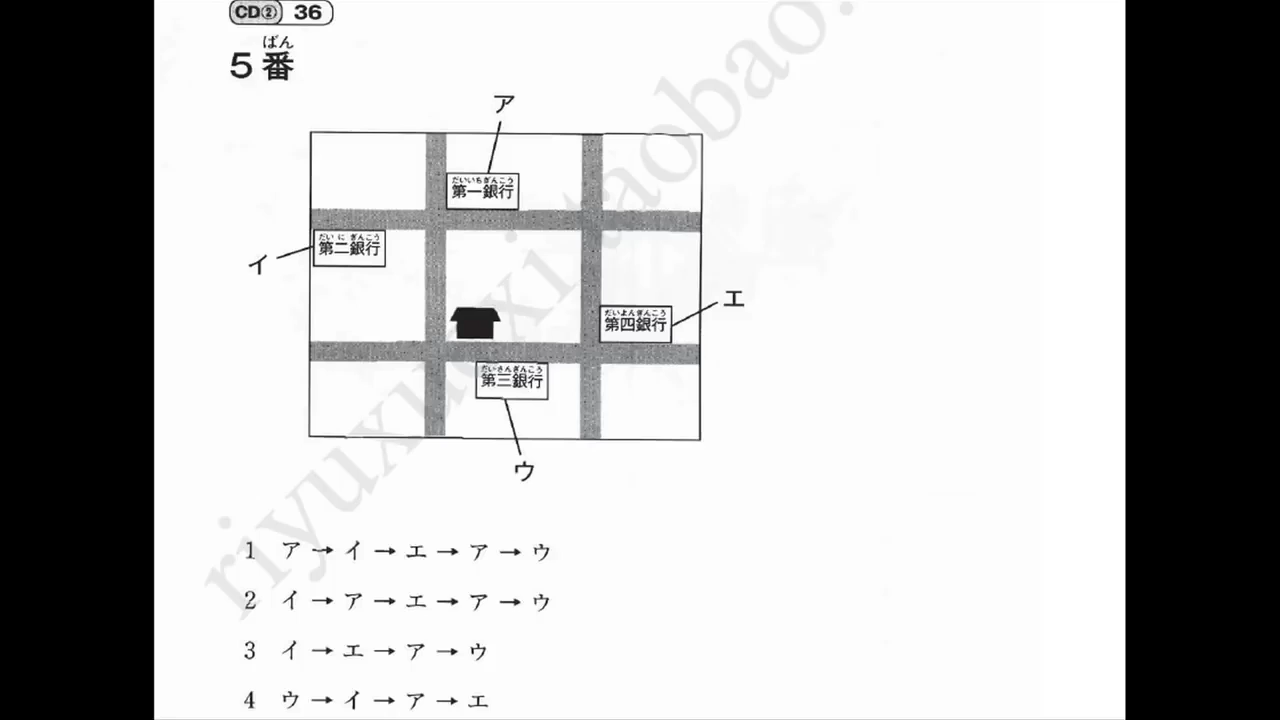 CD② 36
ばん
5番
ア
だいいちぎんこう
第一銀行
だいにぎんこう
第二銀行
イ
エ
だいよんぎんこう
第四銀行
だいさんぎんこう
第三銀行
ウ
1 ア→イ→エ→ア→ウ
2 イ→ア→エ→ア→ウ
3 イ→エ→ア→ウ
4 ウ→イ→ア→エ
riyuxuexi.taobao.